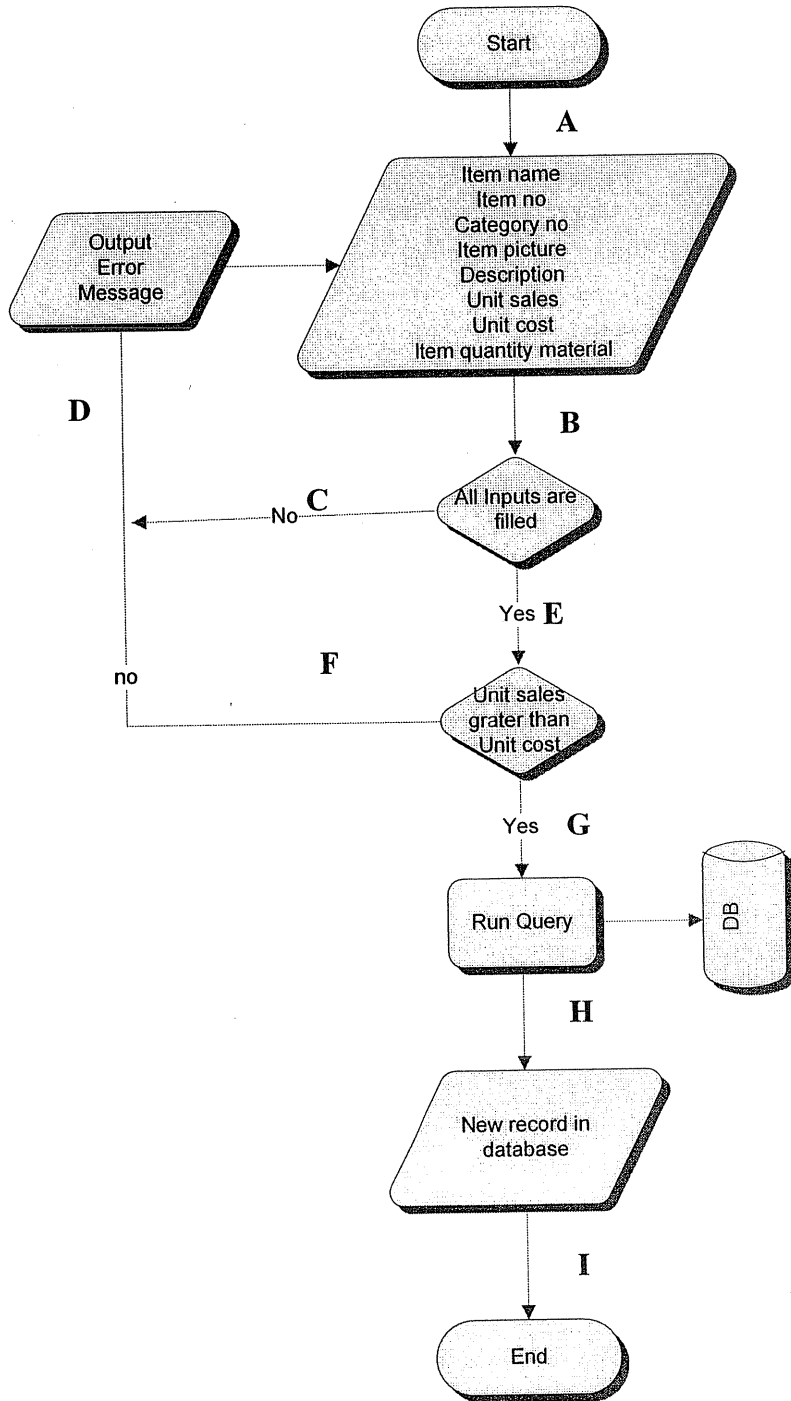 Start
A
Item name
Item no
Category no
Item picture
Description
Unit sales
Unit cost
Item quantity material
Output
Error
Message
D
B
All Inputs are
filled
No
C
Yes
E
F
no
Unit sales
grater than
Unit cost
Yes
G
Run Query
DB
H
New record in
database
I
End